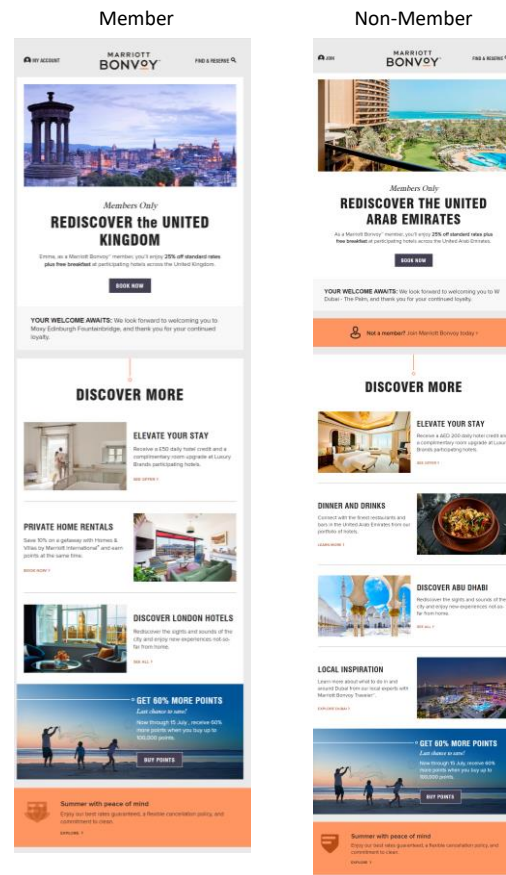 Member
Non-Member
MY ACCOUNT
MARRIOTT
BONVOY
FIND & RESERVE
Members Only
REDISCOVER the UNITED
KINGDOM
Emma, as a Marriott Bonvoy™ member, you'll enjoy 25% off standard rates
plus free breakfast at participating hotels across the United Kingdom.
BOOK NOW
YOUR WELCOME AWAITS: We look forward to welcoming you to
Moxy Edinburgh Fountainbridge, and thank you for your continued
loyalty.
DISCOVER MORE
ELEVATE YOUR STAY
Receive a £50 daily hotel credit and a
complimentary room upgrade at Luxury
Brands participating hotels.
SEE OFFER >
PRIVATE HOME RENTALS
Save 10% on a getaway with Homes &
Villas by Marriott International® and earn
points at the same time.
BOOK NOW >
DISCOVER LONDON HOTELS
Rediscover the sights and sounds of the
city and enjoy new experiences not so-
far from home.
SEE ALL >
GET 60% MORE POINTS
Last chance to save!
Now through 15 July, receive 60%
more points when you buy up to
100,000 points.
BUY POINTS
Summer with peace of mind
Enjoy our best rates guaranteed, a flexible cancellation policy, and
commitment to clean.
EXPLORE >
JOIN
MARRIOTT
BONVOY
FIND & RESERVE
Members Only
REDISCOVER THE UNITED
ARAB EMIRATES
As a Marriott Bonvoy™ member, you'll enjoy 25% off standard rates plus
free breakfast at participating hotels across the United Arab Emirates.
BOOK NOW
YOUR WELCOME AWAITS: We look forward to welcoming you to W
Dubai - The Palm, and thank you for your continued loyalty.
Not a member? Join Marriott Bonvoy today >
DISCOVER MORE
ELEVATE YOUR STAY
Receive a AED 200 daily hotel credit and
a complimentary room upgrade at Luxury
Brands participating hotels.
SEE OFFER >
DINNER AND DRINKS
Connect with the finest restaurants and
bars in the United Arab Emirates from our
portfolio of hotels.
LEARN MORE >
DISCOVER ABU DHABI
Rediscover the sights and sounds of the
city and enjoy new experiences not so-
far from home.
SEE ALL >
LOCAL INSPIRATION
Learn more about what to do in and
around Dubai from our local experts with
Marriott Bonvoy Traveler™.
EXPLORE DUBAI >
GET 60% MORE POINTS
Last chance to save!
Now through 15 July, receive 60%
more points when you buy up to
100,000 points.
BUY POINTS
Summer with peace of mind
Enjoy our best rates guaranteed, a flexible cancellation policy, and
commitment to clean.
EXPLORE >